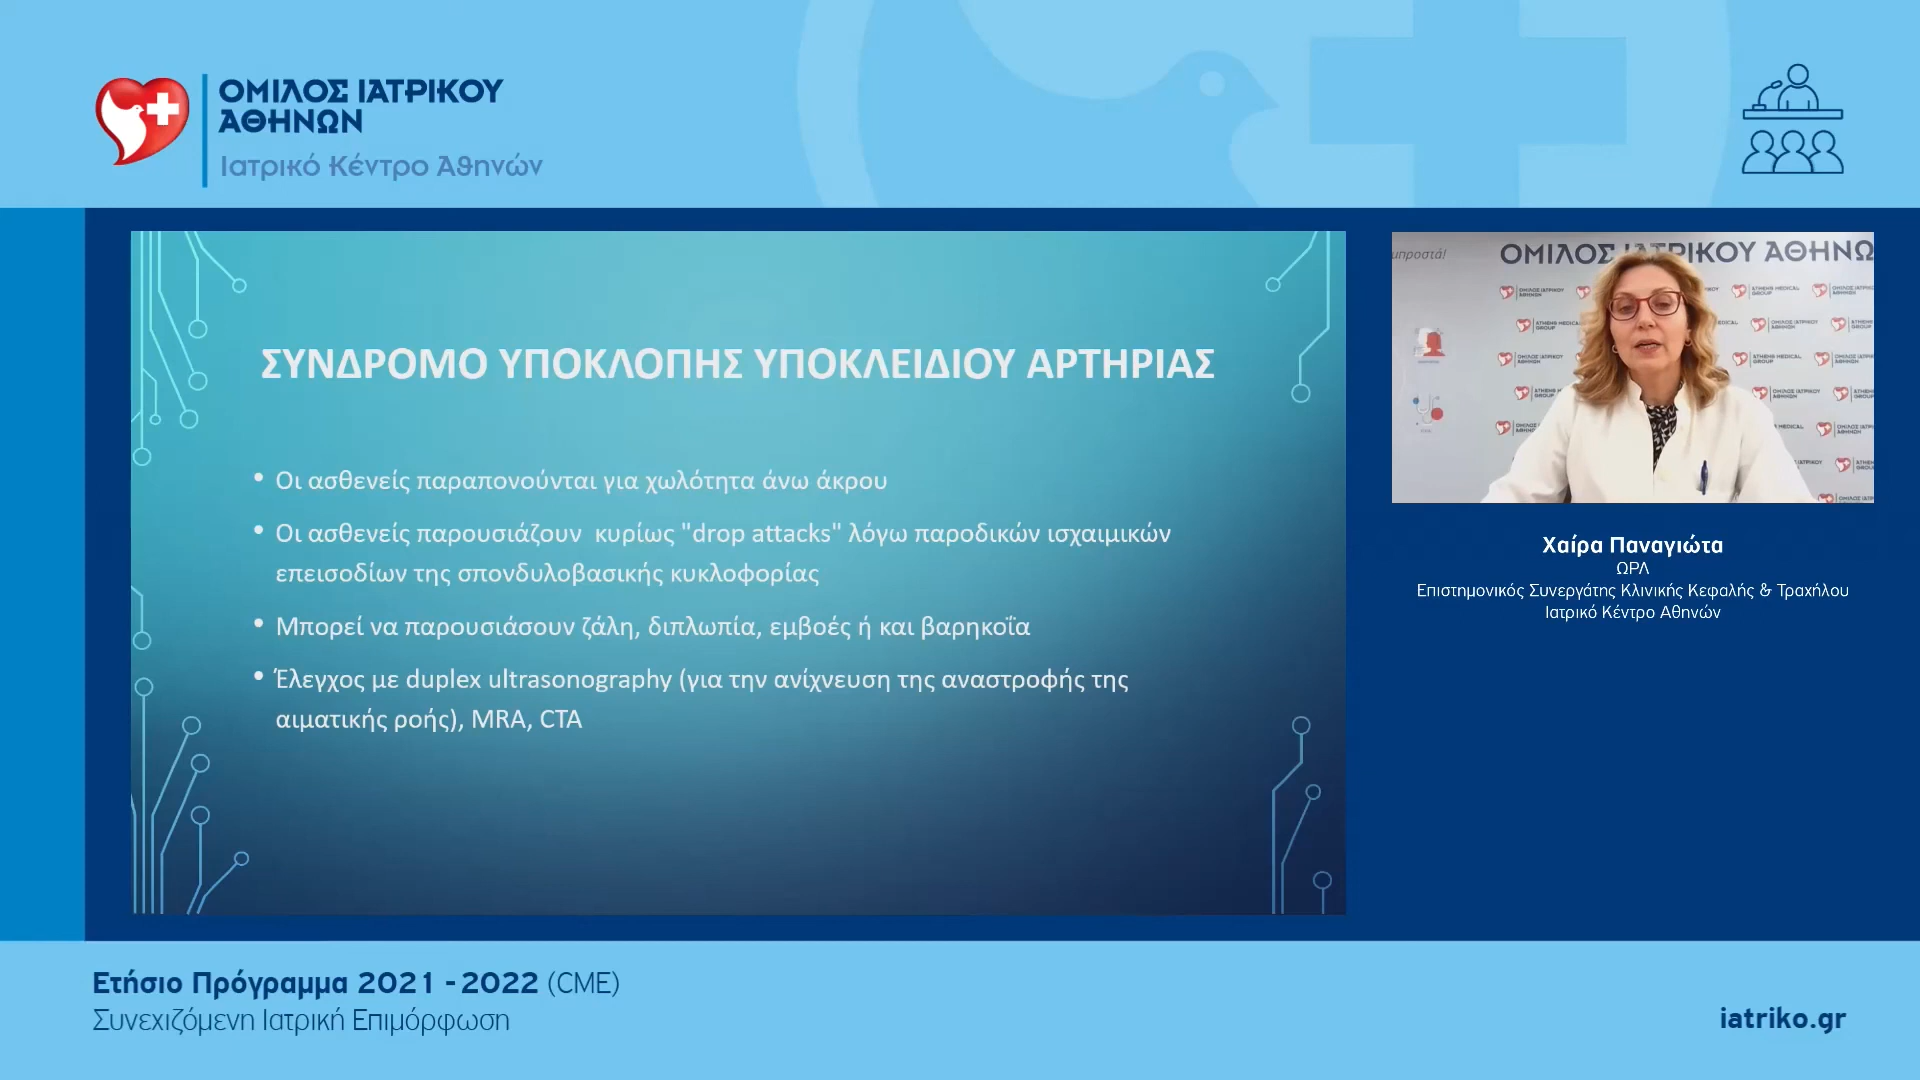 ΟΜΙΛΟΣ ΙΑΤΡΙΚΟΥ
ΑΘΗΝΩΝ
Ιατρικό Κέντρο Αθηνών
ΣΥΝΔΡΟΜΟ ΥΠΟΚΛΟΠΗΣ ΥΠΟΚΛΕΙΔΙΟΥ ΑΡΤΗΡΙΑΣ
• Οι ασθενείς παραπονούνται για χωλότητα άνω άκρου
• Οι ασθενείς παρουσιάζουν κυρίως "drop attacks" λόγω παροδικών ισχαιμικών
επεισοδίων της σπονδυλοβασικής κυκλοφορίας
• Μπορεί να παρουσιάσουν ζάλη, διπλωπία, εμβοές ή και βαρηκοΐα
• Έλεγχος με duplex ultrasonography (για την ανίχνευση της αναστροφής της
αιματικής ροής), MRA, CTA
μπροστά!
ΟΜΙΛΟΣ ΙΑΤΡΙΚΟΥ ΑΘΗΝΩ
Χαίρα Παναγιώτα
ΩΡΛ
Επιστημονικός Συνεργάτης Κλινικής Κεφαλής & Τραχήλου
Ιατρικό Κέντρο Αθηνών
Ετήσιο Πρόγραμμα 2021 - 2022 (CME)
Συνεχιζόμενη Ιατρική Επιμόρφωση
iatriko.gr